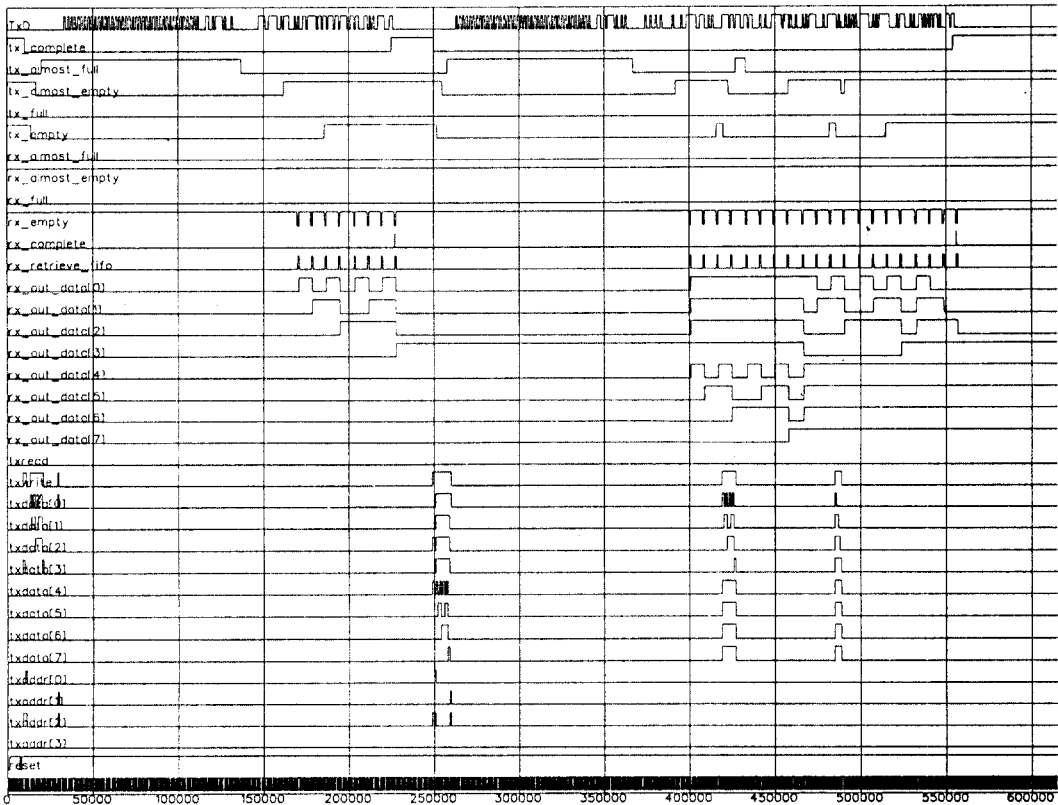 TxD
tx_complete
tx_almost_full
tx_almost_empty
tx_full
tx_empty
rx_almost_full
rx_almost_empty
rx_full
rx_empty
rx_complete
rx_retrieve_fifo
rx_out_data[0]
rx_out_data[1]
rx_out_data[2]
rx_out_data[3]
rx_out_data[4]
rx_out_data[5]
rx_out_data[6]
rx_out_data[7]
txread
txwrite
txdata[0]
txdata[1]
txdata[2]
txdata[3]
txdata[4]
txdata[5]
txdata[6]
txdata[7]
txaddr[0]
txaddr[1]
txaddr[2]
txaddr[3]
reset
0 50000 100000 150000 200000 250000 300000 350000 400000 450000 500000 550000 600000